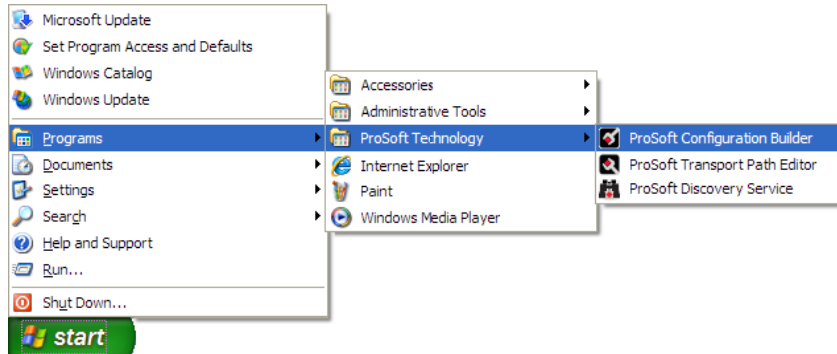 Microsoft Update
Set Program Access and Defaults
Windows Catalog
Windows Update
Programs
Documents
Settings
Search
Help and Support
Run...
Shut Down...
start
Accessories
Administrative Tools
ProSoft Technology
Internet Explorer
Paint
Windows Media Player
ProSoft Configuration Builder
ProSoft Transport Path Editor
ProSoft Discovery Service